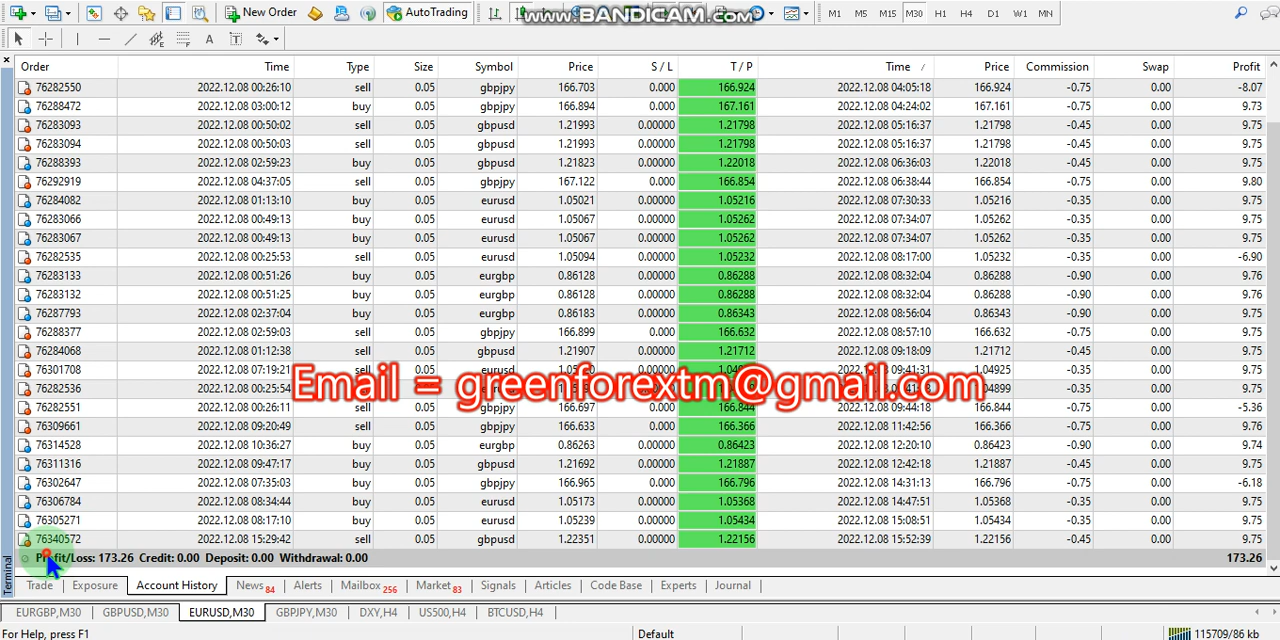 New Order AutoTrading www.BANDICAM.com M1 M5 M15 M30 H1 H4 D1 W1 MN
Order Time Type Size Symbol Price S / L T / P Time / Price Commission Swap Profit
76282550 2022.12.08 00:26:10 sell 0.05 gbpjpy 166.703 0.000 166.924 2022.12.08 04:05:18 166.924 -0.75 0.00 -8.07
76288472 2022.12.08 03:00:12 buy 0.05 gbpjpy 166.894 0.000 167.161 2022.12.08 04:24:02 167.161 -0.75 0.00 9.73
76283093 2022.12.08 00:50:02 sell 0.05 gbpusd 1.21993 0.00000 1.21798 2022.12.08 05:16:37 1.21798 -0.45 0.00 9.75
76283094 2022.12.08 00:50:03 sell 0.05 gbpusd 1.21993 0.00000 1.21798 2022.12.08 05:16:37 1.21798 -0.45 0.00 9.75
76288393 2022.12.08 02:59:23 buy 0.05 gbpusd 1.21823 0.00000 1.22018 2022.12.08 06:36:03 1.22018 -0.45 0.00 9.75
76292919 2022.12.08 04:37:05 sell 0.05 gbpjpy 167.122 0.000 166.854 2022.12.08 06:38:44 166.854 -0.75 0.00 9.80
76284082 2022.12.08 01:13:10 buy 0.05 eurusd 1.05021 0.00000 1.05216 2022.12.08 07:30:33 1.05216 -0.35 0.00 9.75
76283066 2022.12.08 00:49:13 buy 0.05 eurusd 1.05067 0.00000 1.05262 2022.12.08 07:34:07 1.05262 -0.35 0.00 9.75
76283067 2022.12.08 00:49:13 buy 0.05 eurusd 1.05067 0.00000 1.05262 2022.12.08 07:34:07 1.05262 -0.35 0.00 9.75
76282535 2022.12.08 00:25:53 sell 0.05 eurusd 1.05094 0.00000 1.05232 2022.12.08 08:17:00 1.05232 -0.35 0.00 -6.90
76283133 2022.12.08 00:51:26 buy 0.05 eurgbp 0.86128 0.00000 0.86288 2022.12.08 08:32:04 0.86288 -0.90 0.00 9.76
76283132 2022.12.08 00:51:25 buy 0.05 eurgbp 0.86128 0.00000 0.86288 2022.12.08 08:32:04 0.86288 -0.90 0.00 9.76
76287793 2022.12.08 02:37:04 buy 0.05 eurgbp 0.86183 0.00000 0.86343 2022.12.08 08:56:04 0.86343 -0.90 0.00 9.75
76288377 2022.12.08 02:59:03 sell 0.05 gbpjpy 166.899 0.000 166.632 2022.12.08 08:57:10 166.632 -0.75 0.00 9.76
76284068 2022.12.08 01:12:38 sell 0.05 gbpusd 1.21907 0.00000 1.21712 2022.12.08 09:18:09 1.21712 -0.45 0.00 9.75
76301708 2022.12.08 07:19:21 1.04925 -0.35 0.00 9.75
Email = greenforextm@gmail.com
76282536 2022.12.08 1.04899 -0.35 0.00 9.75
76282551 2022.12.08 00:26:11 sell 0.05 gbpjpy 166.697 0.000 166.844 2022.12.08 09:44:18 166.844 -0.75 0.00 -5.36
76309661 2022.12.08 09:20:49 sell 0.05 gbpjpy 166.633 0.000 166.366 2022.12.08 11:42:56 166.366 -0.75 0.00 9.76
76314528 2022.12.08 10:36:27 buy 0.05 eurgbp 0.86263 0.00000 0.86423 2022.12.08 12:20:10 0.86423 -0.90 0.00 9.74
76311316 2022.12.08 09:47:17 buy 0.05 gbpusd 1.21692 0.00000 1.21887 2022.12.08 12:42:18 1.21887 -0.45 0.00 9.75
76302647 2022.12.08 07:35:03 buy 0.05 gbpjpy 166.965 0.000 166.796 2022.12.08 14:31:13 166.796 -0.75 0.00 -6.18
76306784 2022.12.08 08:34:44 buy 0.05 eurusd 1.05173 0.00000 1.05368 2022.12.08 14:47:51 1.05368 -0.35 0.00 9.75
76305271 2022.12.08 08:17:10 buy 0.05 eurusd 1.05239 0.00000 1.05434 2022.12.08 15:08:51 1.05434 -0.35 0.00 9.75
76340572 2022.12.08 15:29:42 sell 0.05 gbpusd 1.22351 0.00000 1.22156 2022.12.08 15:52:39 1.22156 -0.45 0.00 9.75
Profit/Loss: 173.26 Credit: 0.00 Deposit: 0.00 Withdrawal: 0.00 173.26
Terminal
Trade Exposure Account History News 84 Alerts Mailbox 256 Market 83 Signals Articles Code Base Experts Journal
EURGBP,M30 GBPUSD,M30 EURUSD,M30 GBPJPY,M30 DXY,H4 US500,H4 BTCUSD,H4
For Help, press F1 Default 115709/86 kb